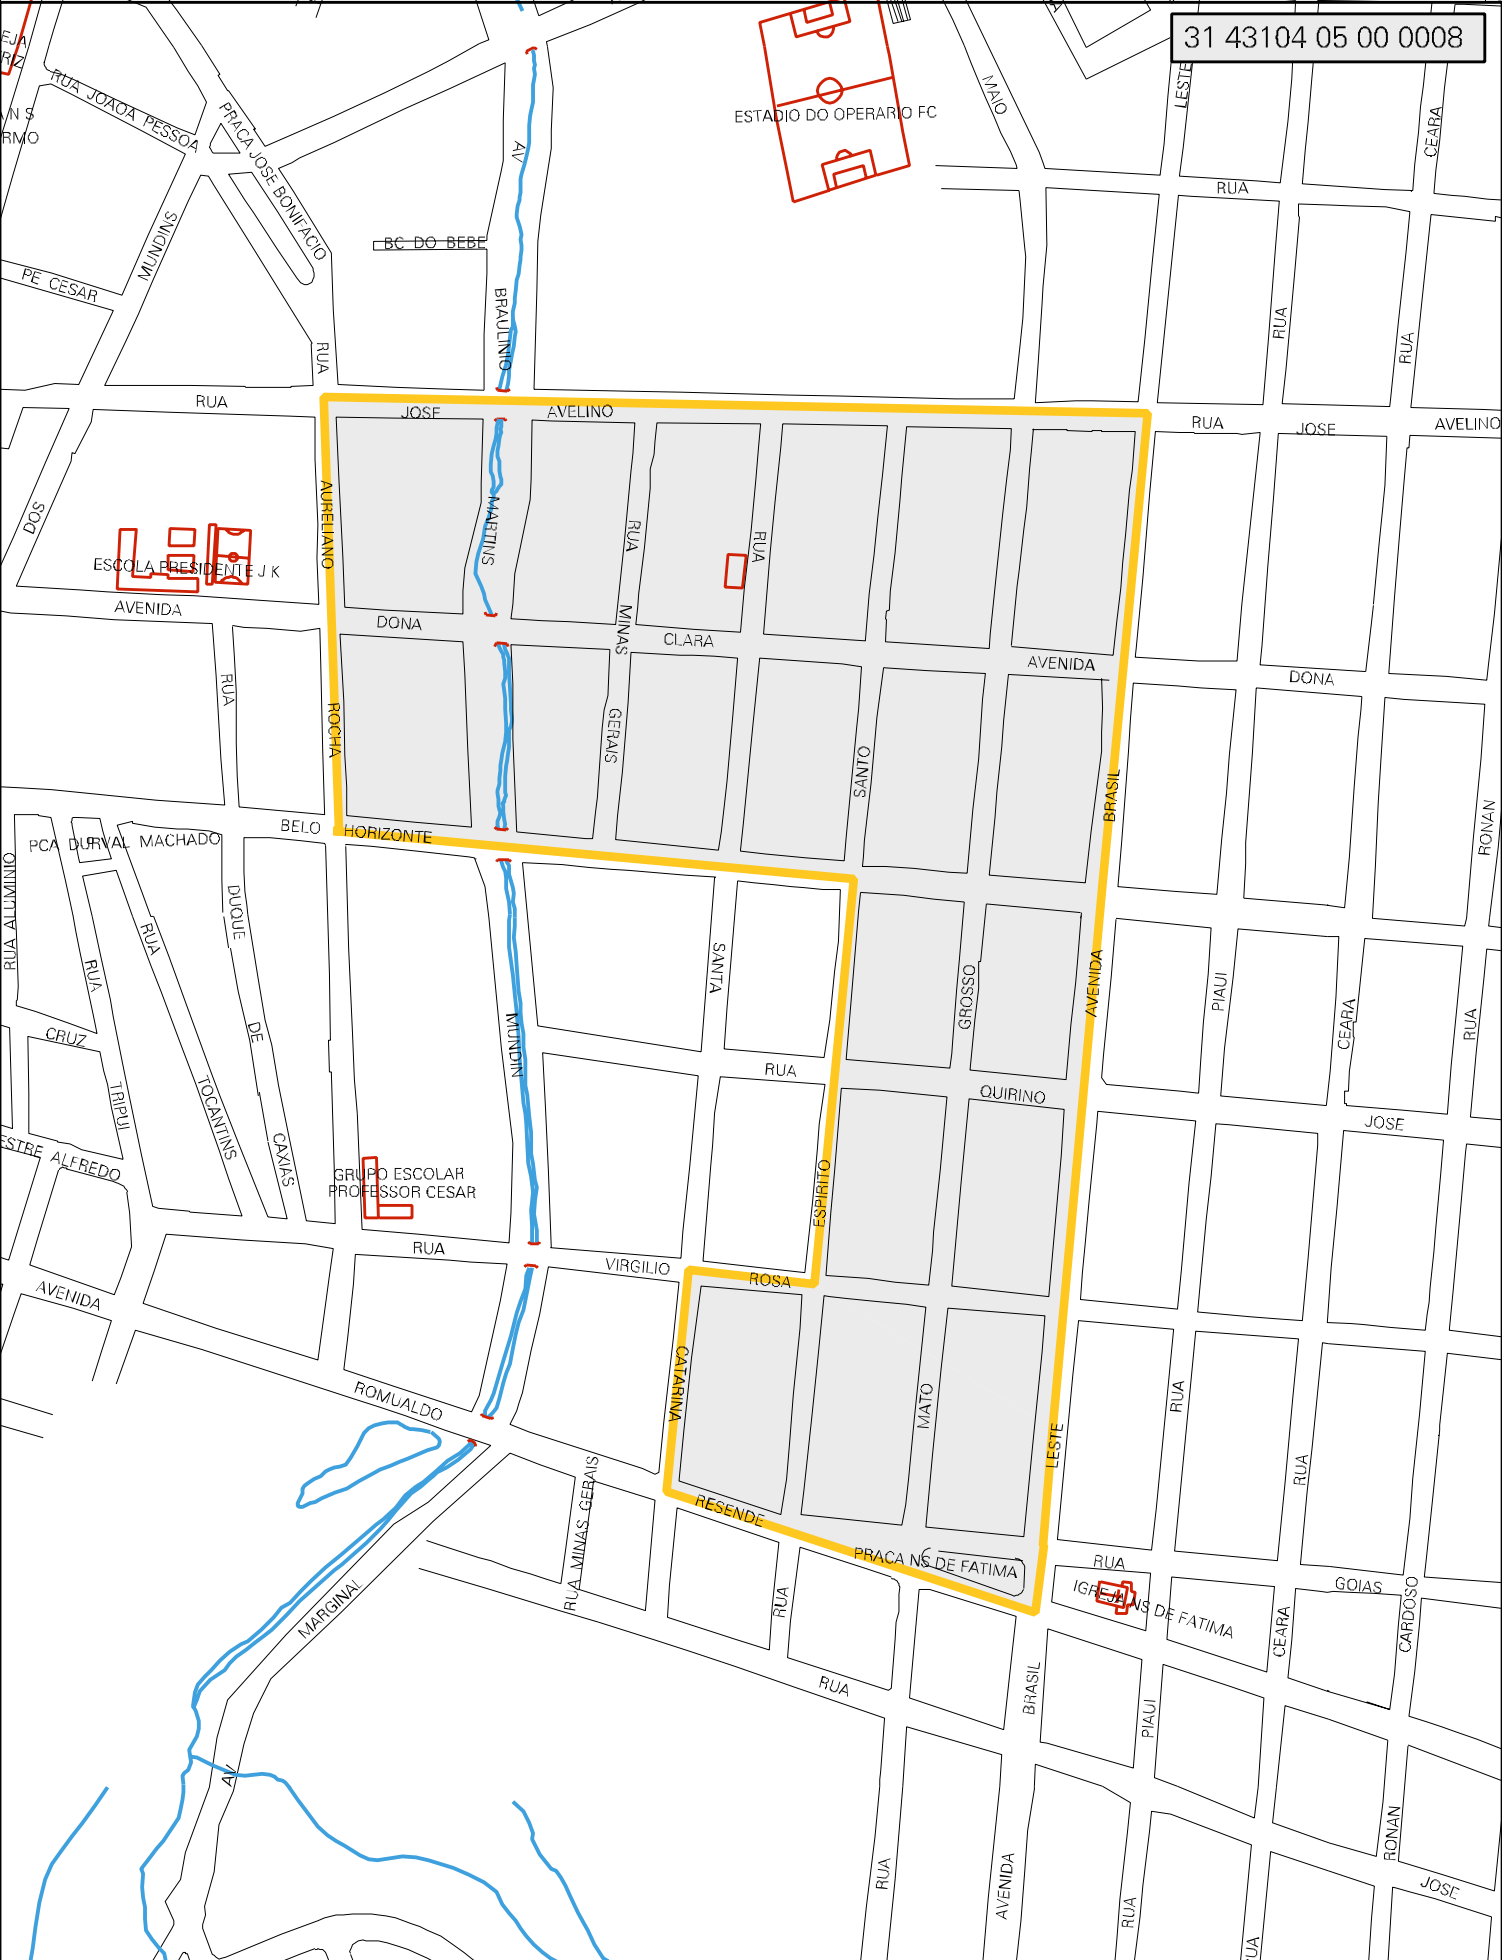 31 43104 05 00 0008
EJA
RIZ
RUA JOAOA PESSOA
A N S
RMO
PRACA JOSE BONIFACIO
AV
ESTADIO DO OPERARIO FC
MAIO
LESTE
CEARA
RUA
MUNDINS
BC DO BEBE
PE CESAR
BRAULINIO
RUA
RUA
RUA
RUA
JOSE
AVELINO
RUA
JOSE
AVELINO
DOS
AURELIANO
MARTINS
RUA
RUA
ESCOLA PRESIDENTE J K
AVENIDA
DONA
MINAS
CLARA
AVENIDA
DONA
RUA
ROCHA
GERAIS
SANTO
BRASIL
RONAN
BELO
HORIZONTE
PCA DURVAL MACHADO
RUA ALUMINIO
DUQUE
RUA
RUA
SANTA
GROSSO
AVENIDA
PIAUI
CEARA
RUA
CRUZ
DE
MUNDIN
RUA
QUIRINO
JOSE
TRIPUI
TOCANTINS
CAXIAS
ESTRE ALFREDO
GRUPO ESCOLAR
PROFESSOR CESAR
ESPIRITO
RUA
VIRGILIO
ROSA
AVENIDA
ROMUALDO
CATARINA
MATO
RUA
LESTE
RUA
RUA MINAS GERAIS
RESENDE
PRACA NS DE FATIMA
RUA
GOIAS
IGREJA NS DE FATIMA
MARGINAL
RUA
CEARA
CARDOSO
RUA
BRASIL
PIAUI
AV
RONAN
RUA
AVENIDA
RUA
JOSE
UA